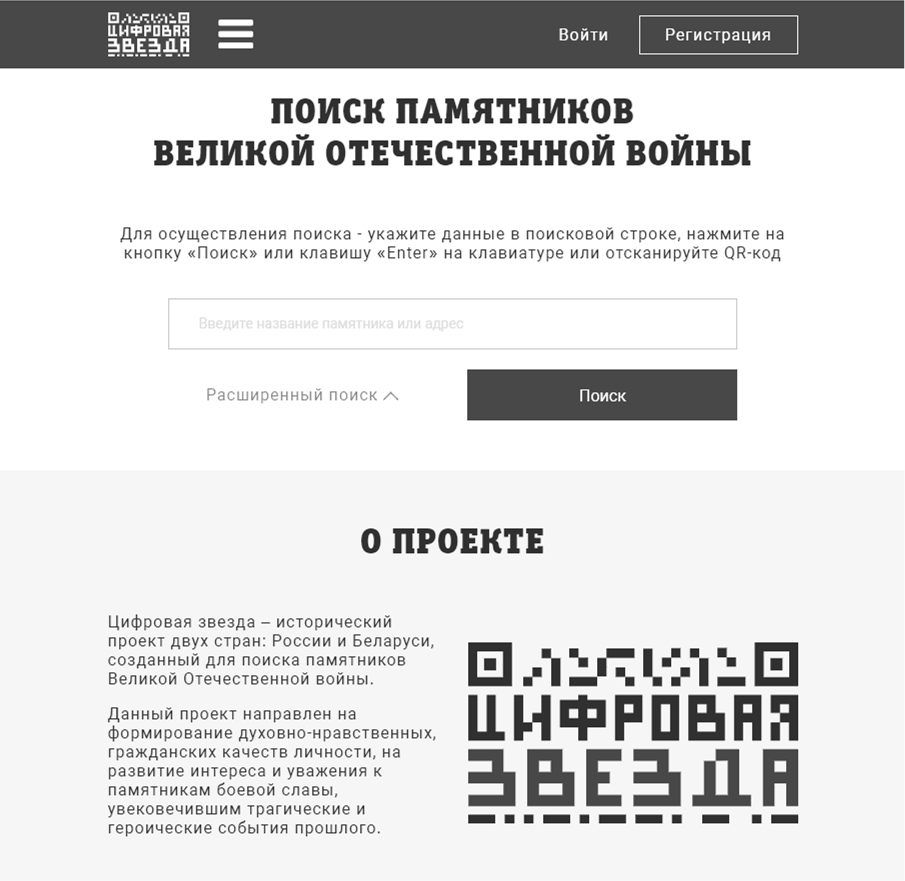 ЦИФРОВАЯ
ЗВЕЗДА
Войти
Регистрация
ПОИСК ПАМЯТНИКОВ
ВЕЛИКОЙ ОТЕЧЕСТВЕННОЙ ВОЙНЫ
Для осуществления поиска - укажите данные в поисковой строке, нажмите на
кнопку «Поиск» или клавишу «Enter» на клавиатуре или отсканируйте QR-код
Введите название памятника или адрес
Расширенный поиск
Поиск
О ПРОЕКТЕ
Цифровая звезда – исторический
проект двух стран: России и Беларуси,
созданный для поиска памятников
Великой Отечественной войны.
Данный проект направлен на
формирование духовно-нравственных,
гражданских качеств личности, на
развитие интереса и уважения к
памятникам боевой славы,
увековечившим трагические и
героические события прошлого.
ЦИФРОВАЯ
ЗВЕЗДА